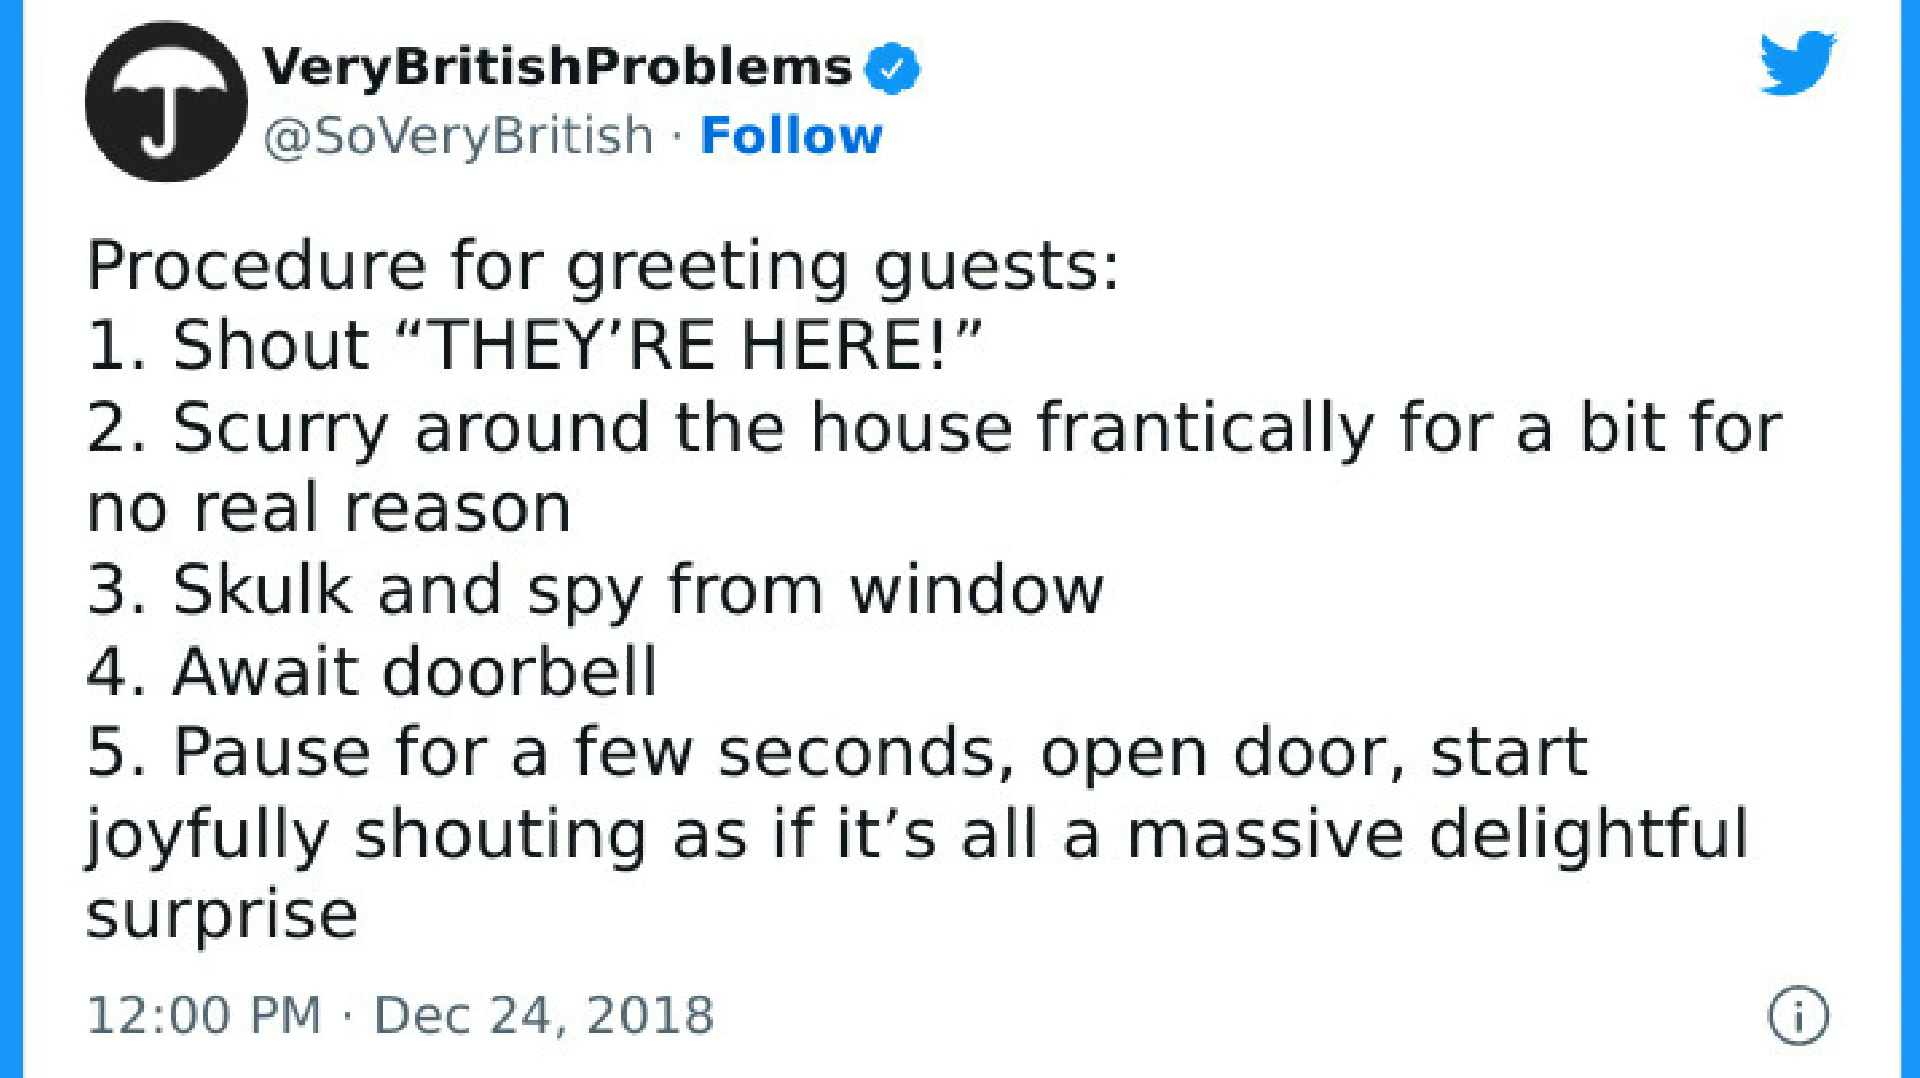 VeryBritishProblems
@SoVeryBritish · Follow
Procedure for greeting guests:
1. Shout “THEY’RE HERE!”
2. Scurry around the house frantically for a bit for
no real reason
3. Skulk and spy from window
4. Await doorbell
5. Pause for a few seconds, open door, start
joyfully shouting as if it’s all a massive delightful
surprise
12:00 PM · Dec 24, 2018